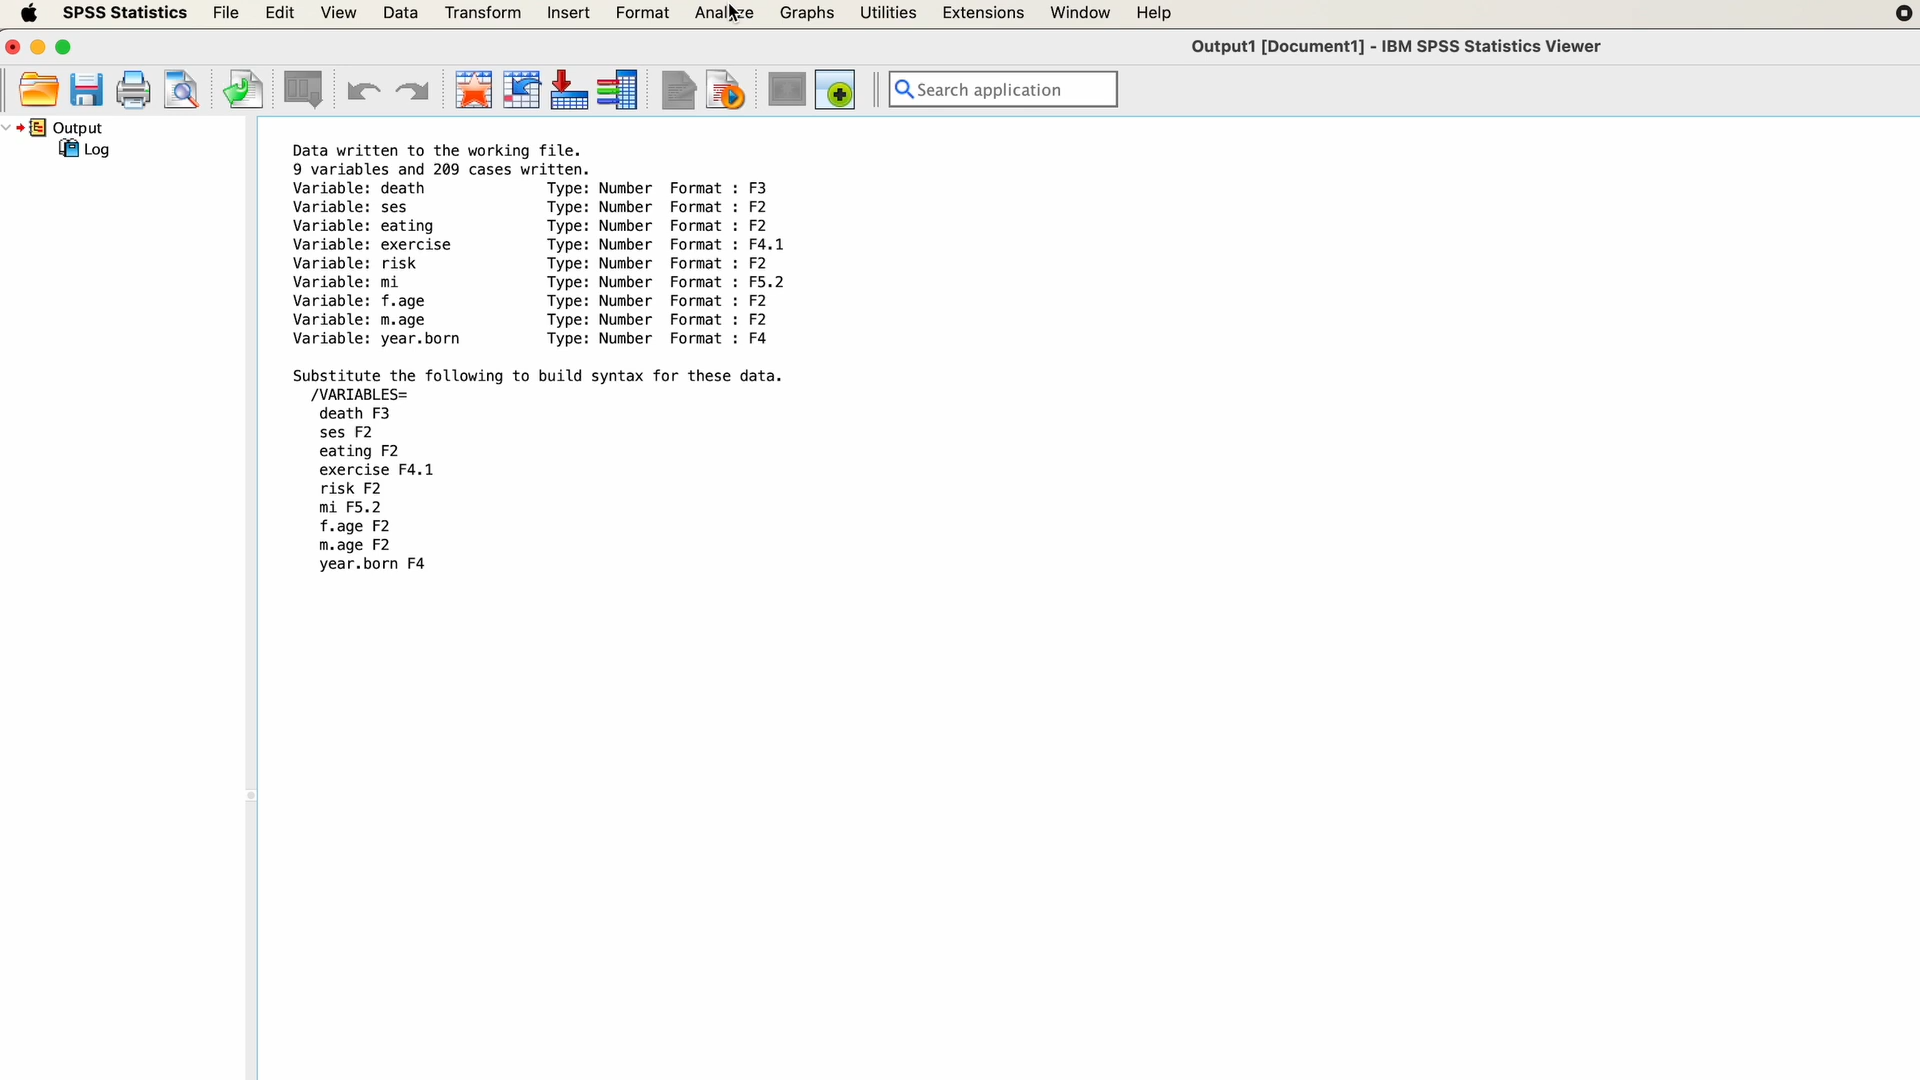 SPSS Statistics File Edit View Data Transform Insert Format Analyze Graphs Utilities Extensions Window Help
Output1 [Document1] - IBM SPSS Statistics Viewer
Search application
Output
Log
Data written to the working file.
9 variables and 209 cases written.
Variable: death Type: Number Format : F3
Variable: ses Type: Number Format : F2
Variable: eating Type: Number Format : F2
Variable: exercise Type: Number Format : F4.1
Variable: risk Type: Number Format : F2
Variable: mi Type: Number Format : F5.2
Variable: f.age Type: Number Format : F2
Variable: m.age Type: Number Format : F2
Variable: year.born Type: Number Format : F4
Substitute the following to build syntax for these data.
/VARIABLES=
death F3
ses F2
eating F2
exercise F4.1
risk F2
mi F5.2
f.age F2
m.age F2
year.born F4